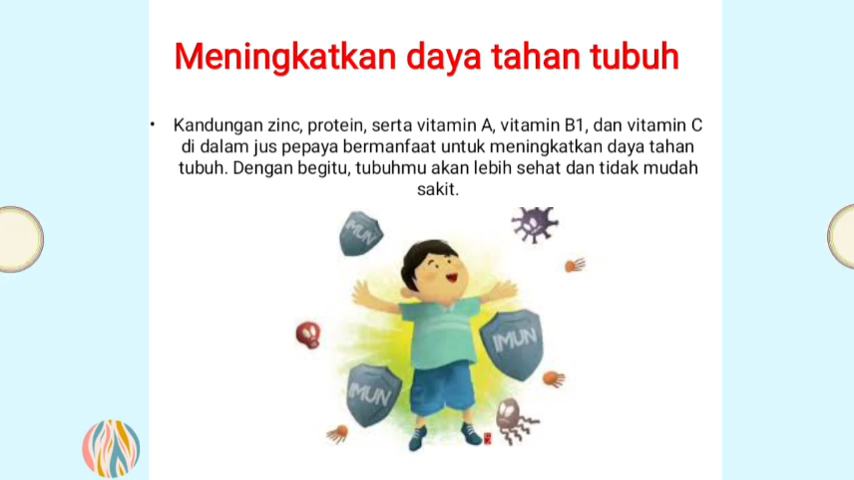 Meningkatkan daya tahan tubuh
• Kandungan zinc, protein, serta vitamin A, vitamin B1, dan vitamin C
di dalam jus pepaya bermanfaat untuk meningkatkan daya tahan
tubuh. Dengan begitu, tubuhmu akan lebih sehat dan tidak mudah
sakit.
IMUN
IMUN
IMUN